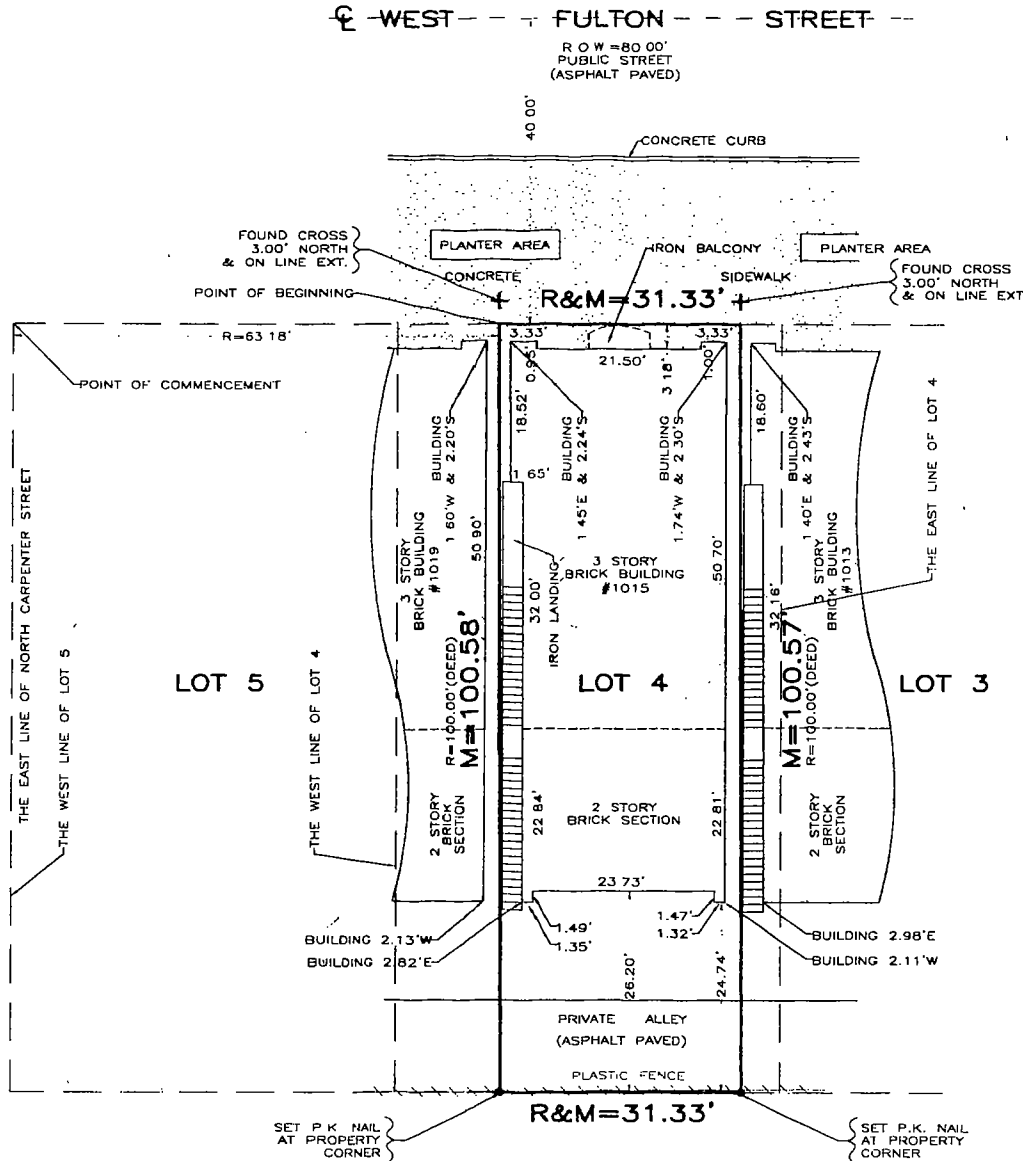 ℄ WEST FULTON STREET
R O W =80 00'
PUBLIC STREET
(ASPHALT PAVED)
40 00'
CONCRETE CURB
FOUND CROSS
3.00' NORTH
& ON LINE EXT.
PLANTER AREA
IRON BALCONY
PLANTER AREA
CONCRETE
SIDEWALK
FOUND CROSS
3.00' NORTH
& ON LINE EXT
POINT OF BEGINNING
R&M=31.33'
R=63 18'
3.33'
3.33'
0.95'
21.50'
3.18'
1.00'
POINT OF COMMENCEMENT
18.52'
18.60'
1 65'
BUILDING
1 60'W & 2.20'S
BUILDING
1 45'E & 2.24'S
BUILDING
1.74'W & 2 30'S
BUILDING
1 40'E & 2 43'S
THE EAST LINE OF LOT 4
THE EAST LINE OF NORTH CARPENTER STREET
THE WEST LINE OF LOT 5
THE WEST LINE OF LOT 4
3 STORY
BRICK BUILDING
#1019
50 90'
32 00'
IRON LANDING
3 STORY
BRICK BUILDING
#1015
50.70'
32 16'
3 STORY
BRICK BUILDING
#1013
LOT 5
R=100.00'(DEED)
M=100.58'
LOT 4
R=100.00'(DEED)
M=100.57'
LOT 3
2 STORY
BRICK
SECTION
22 84'
2 STORY
BRICK SECTION
22 81'
2 STORY
BRICK
SECTION
23 73'
1.49'
1.35'
1.47'
1.32'
BUILDING 2.13'W
BUILDING 2.82'E
BUILDING 2.98'E
BUILDING 2.11'W
26.20'
24.74'
PRIVATE ALLEY
(ASPHALT PAVED)
PLASTIC FENCE
R&M=31.33'
SET P K NAIL
AT PROPERTY
CORNER
SET P.K. NAIL
AT PROPERTY
CORNER